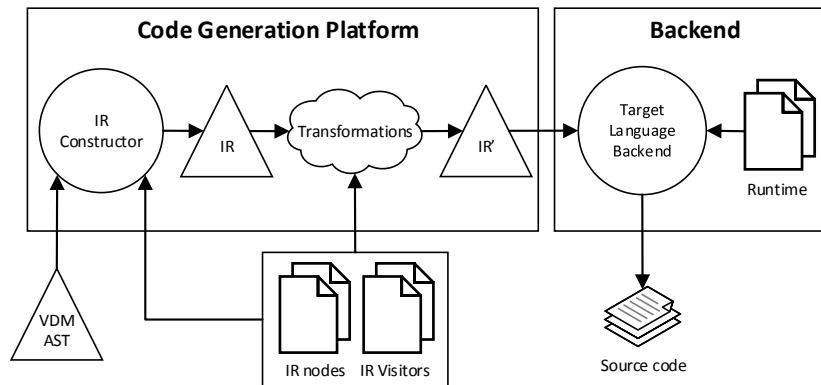 Code Generation Platform
Backend
IR
Constructor
IR
Transformations
IR'
Target
Language
Backend
Runtime
VDM
AST
IR nodes
IR Visitors
Source code